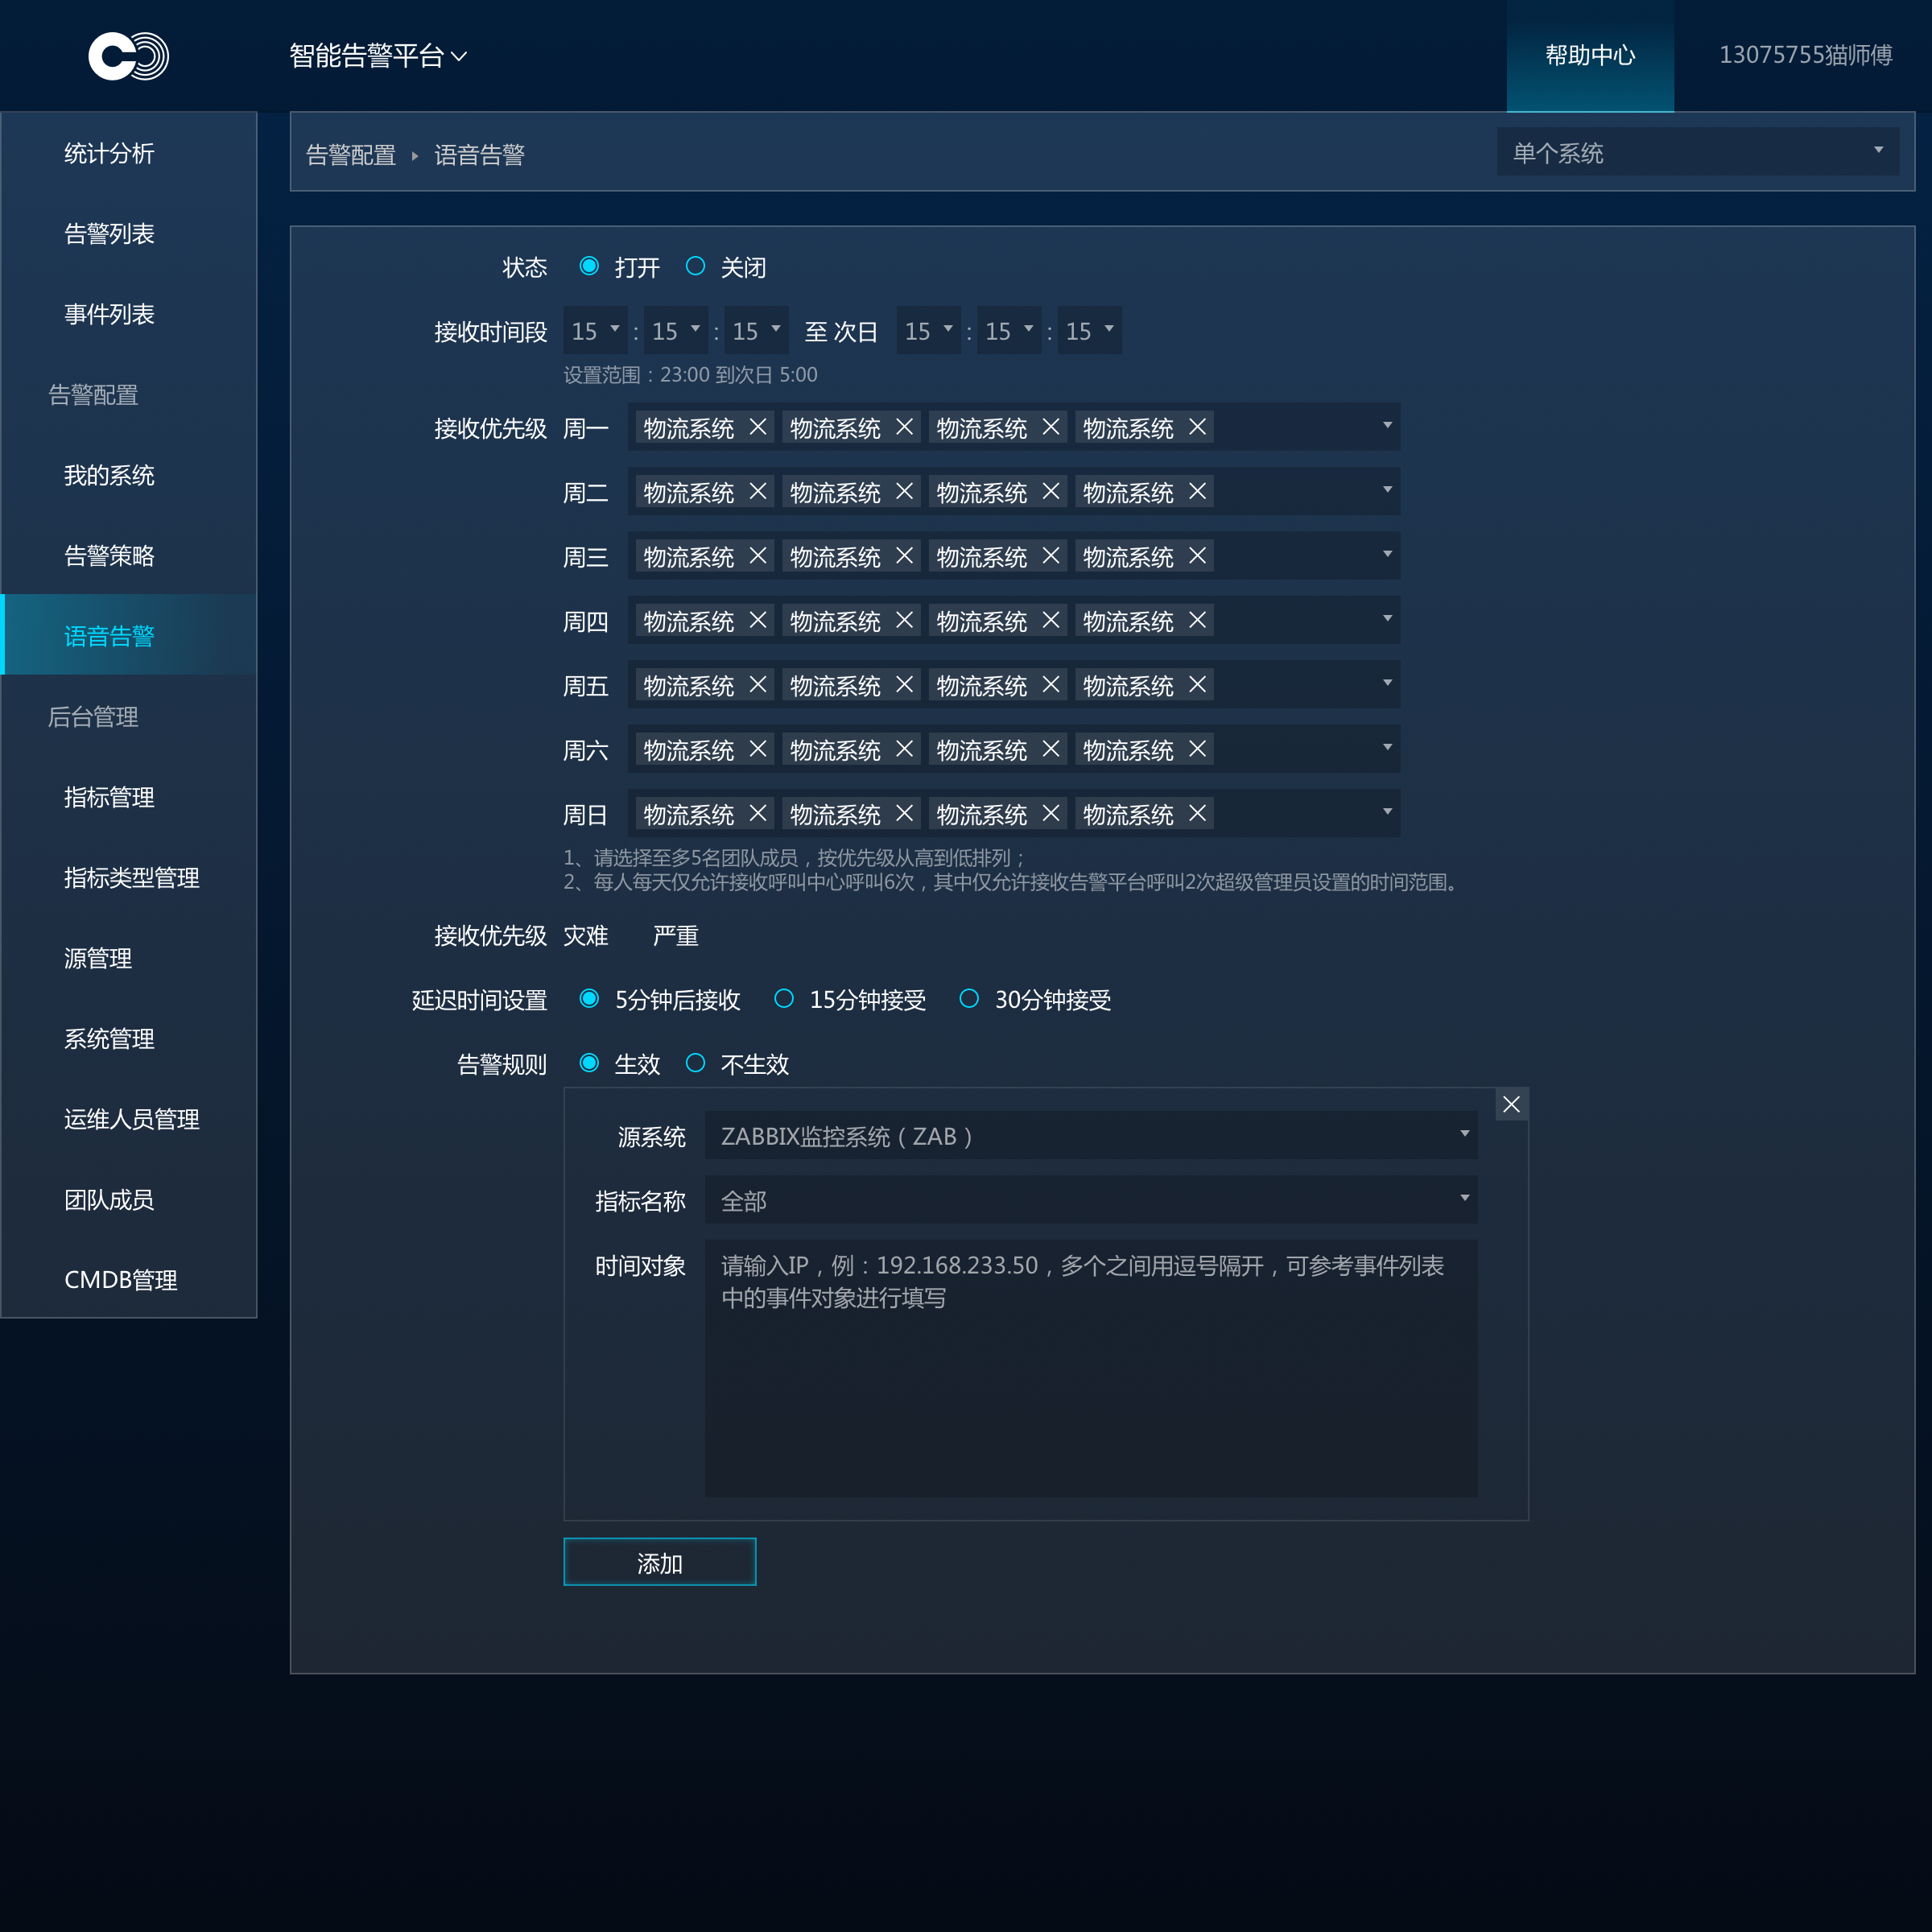 智能告警平台
帮助中心
13075755猫师傅
统计分析
告警列表
事件列表
告警配置
我的系统
告警策略
语音告警
后台管理
指标管理
指标类型管理
源管理
系统管理
运维人员管理
团队成员
CMDB管理
告警配置 语音告警
单个系统
状态 打开 关闭
接收时间段 15 : 15 : 15 至 次日 15 : 15 : 15
设置范围：23:00 到次日 5:00
接收优先级 周一 物流系统 物流系统 物流系统 物流系统
周二 物流系统 物流系统 物流系统 物流系统
周三 物流系统 物流系统 物流系统 物流系统
周四 物流系统 物流系统 物流系统 物流系统
周五 物流系统 物流系统 物流系统 物流系统
周六 物流系统 物流系统 物流系统 物流系统
周日 物流系统 物流系统 物流系统 物流系统
1、请选择至多5名团队成员，按优先级从高到低排列；
2、每人每天仅允许接收呼叫中心呼叫6次，其中仅允许接收告警平台呼叫2次超级管理员设置的时间范围。
接收优先级 灾难 严重
延迟时间设置 5分钟后接收 15分钟接受 30分钟接受
告警规则 生效 不生效
源系统 ZABBIX监控系统（ZAB）
指标名称 全部
时间对象 请输入IP，例：192.168.233.50，多个之间用逗号隔开，可参考事件列表
中的事件对象进行填写
添加